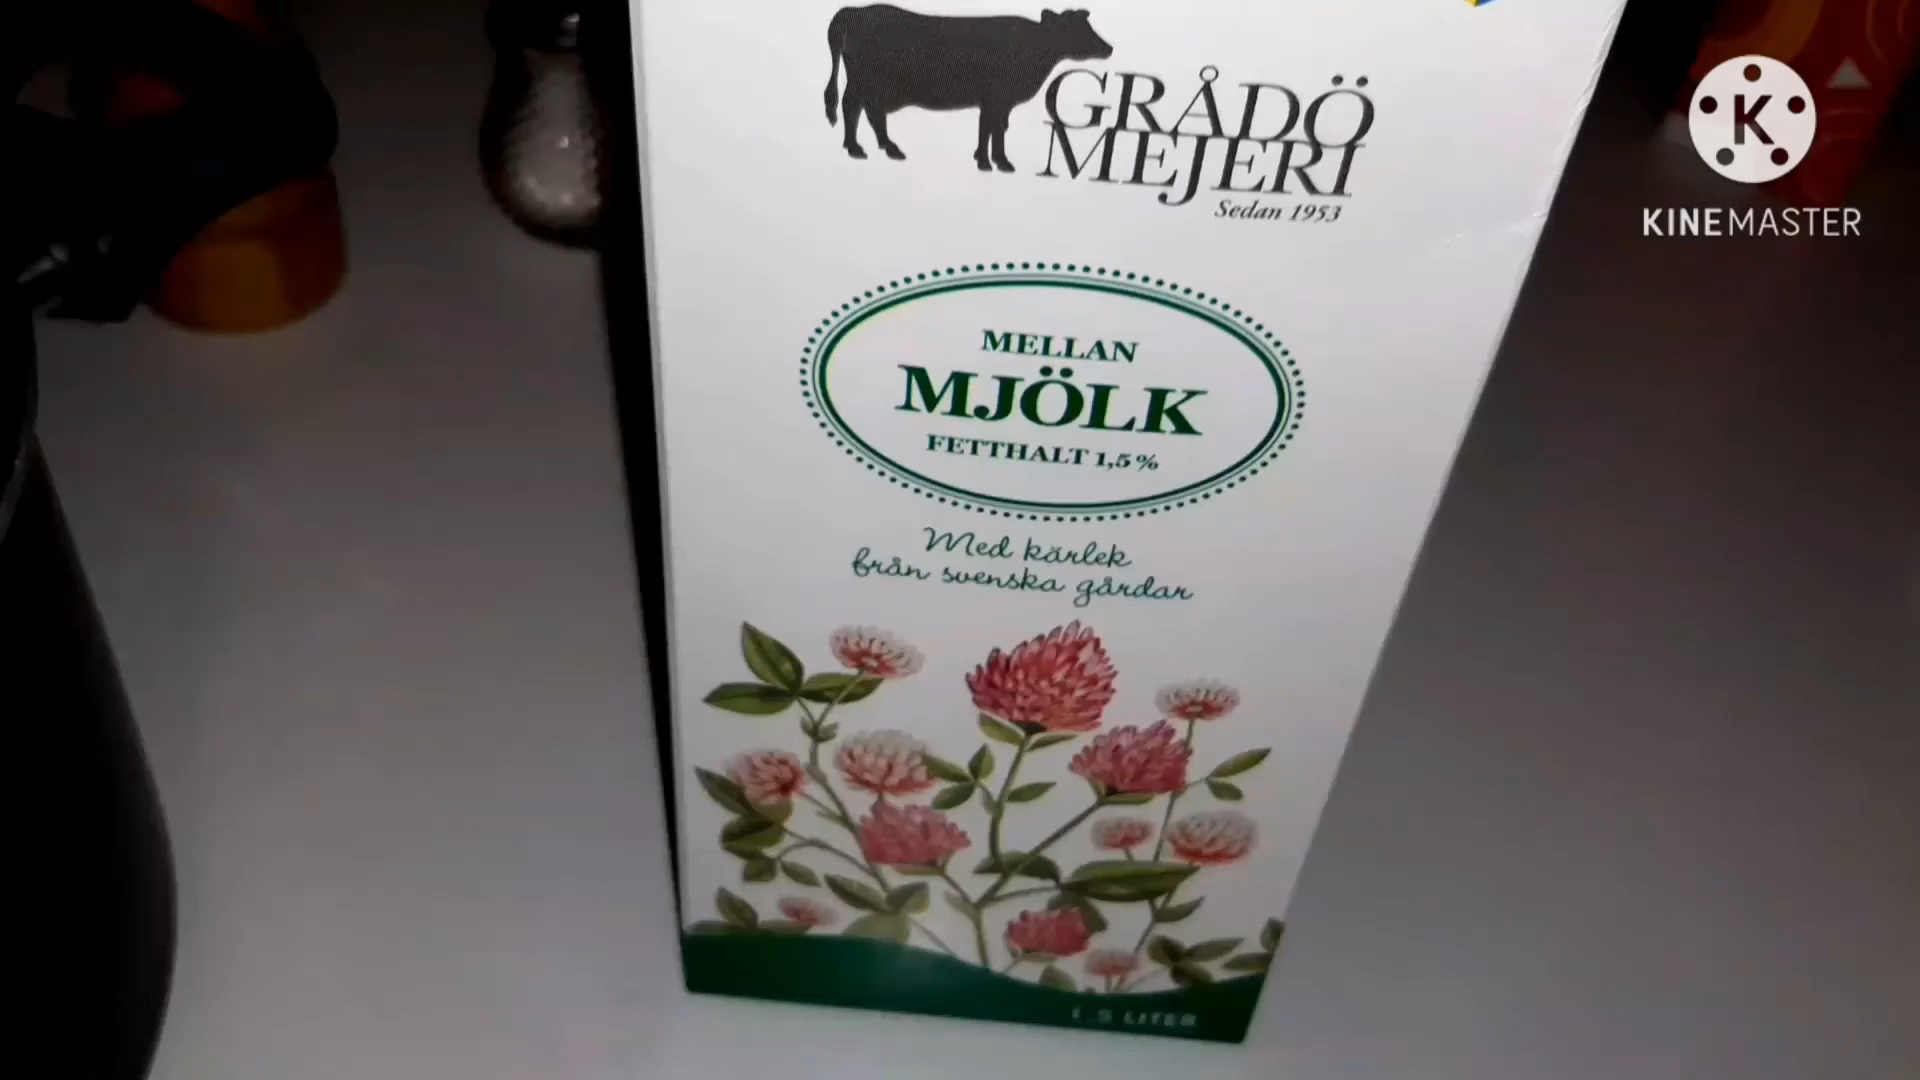 GRÅDÖ
MEJERI
Sedan 1953
MELLAN
MJÖLK
FETTHALT 1,5%
Med kärlek
från svenska gårdar
1,5 LITER
K
KINEMASTER